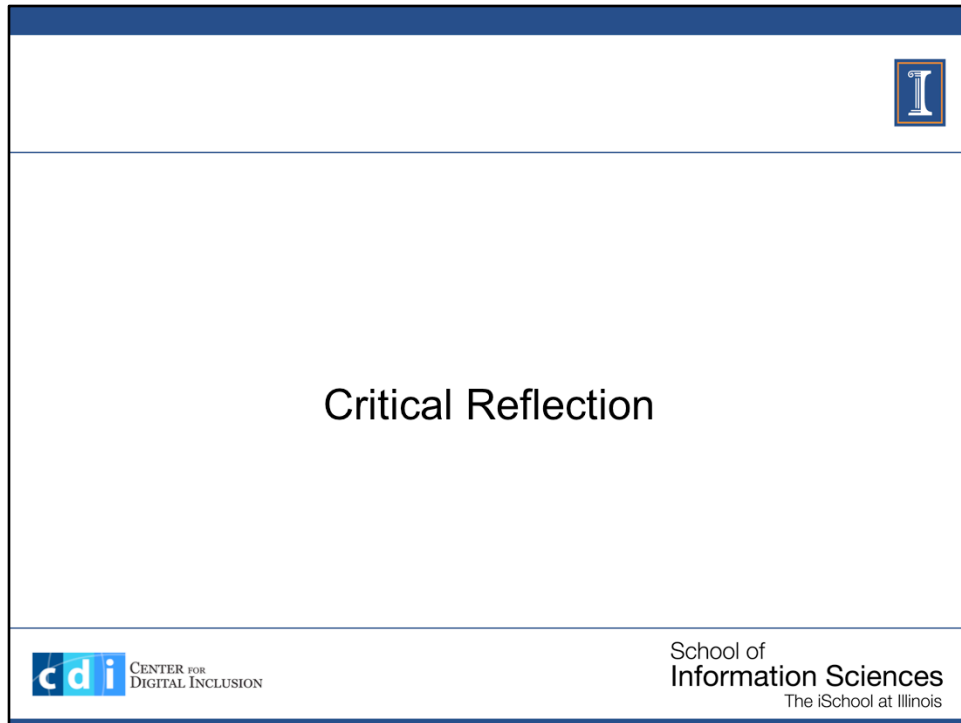 I
Critical Reflection
cdi
CENTER FOR
DIGITAL INCLUSION
School of
Information Sciences
The iSchool at Illinois